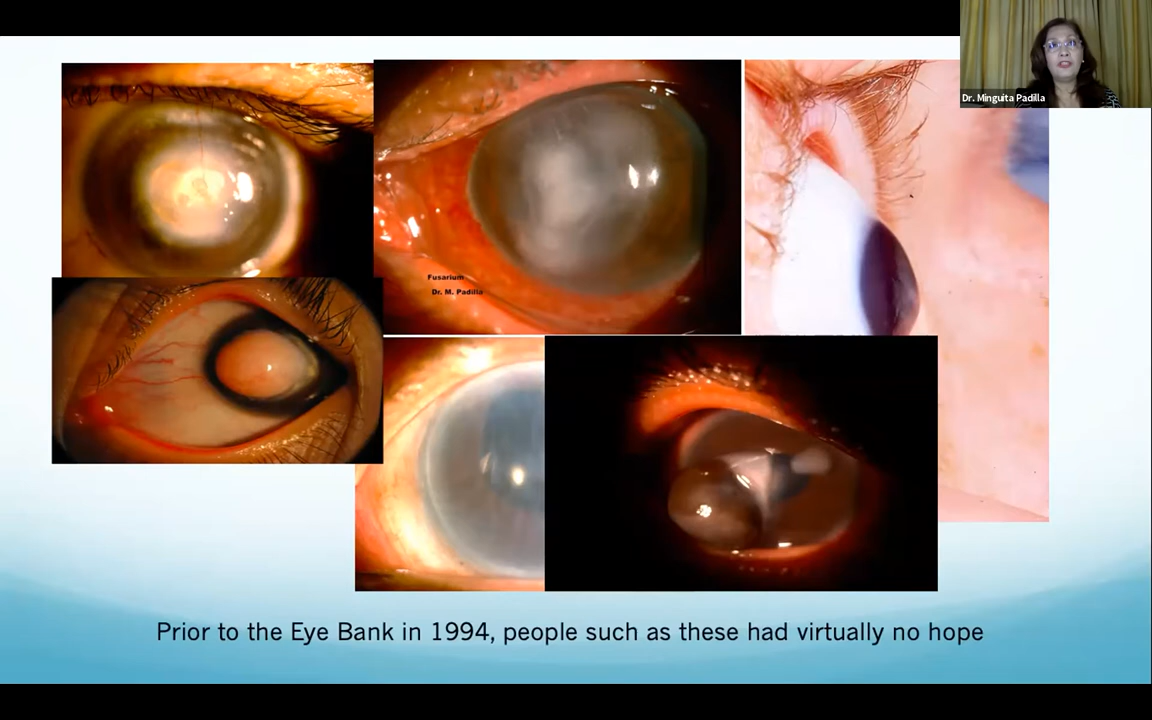 Dr. Minguita Padilla
Fusarium
Dr. M. Padilla
Prior to the Eye Bank in 1994, people such as these had virtually no hope